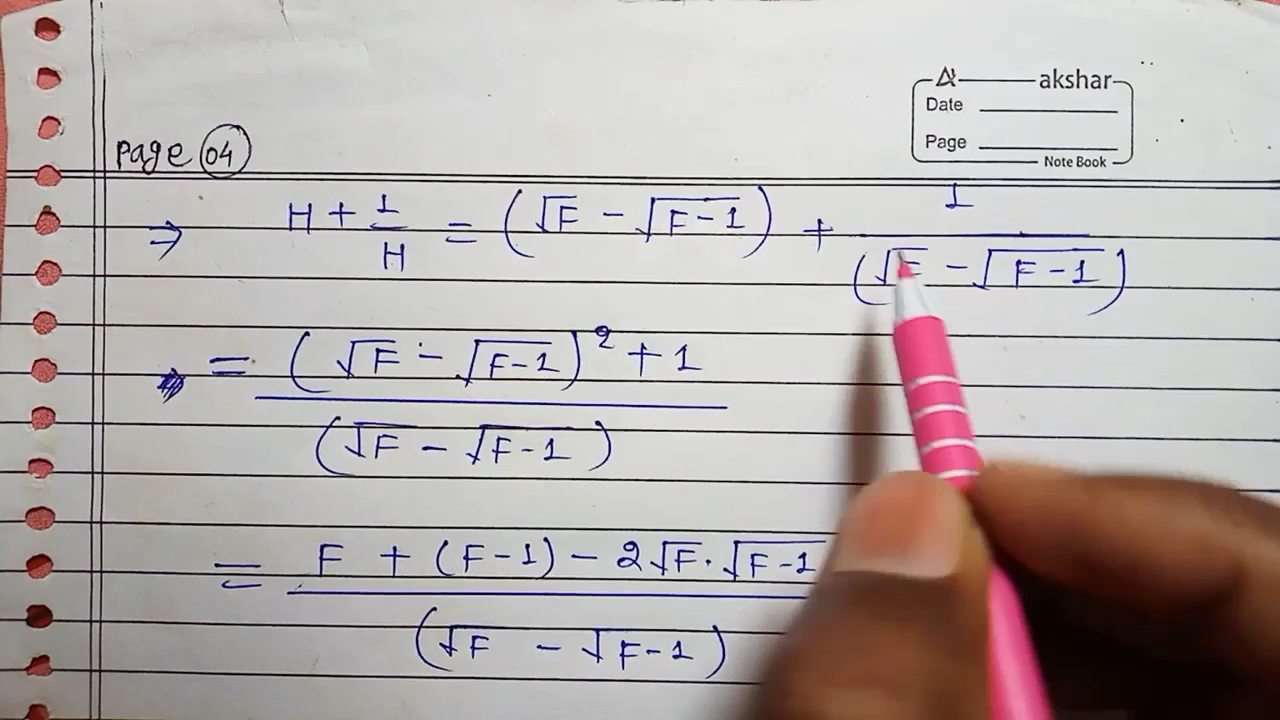 akshar
Date
Page
Note Book
Page 04
⇒ H + 1/H = (√F - √(F-1)) + 1/(√F - √(F-1))
= ((√F - √(F-1))² + 1)/(√F - √(F-1))
= (F + (F-1) - 2√F·√(F-1))/(√F - √(F-1))